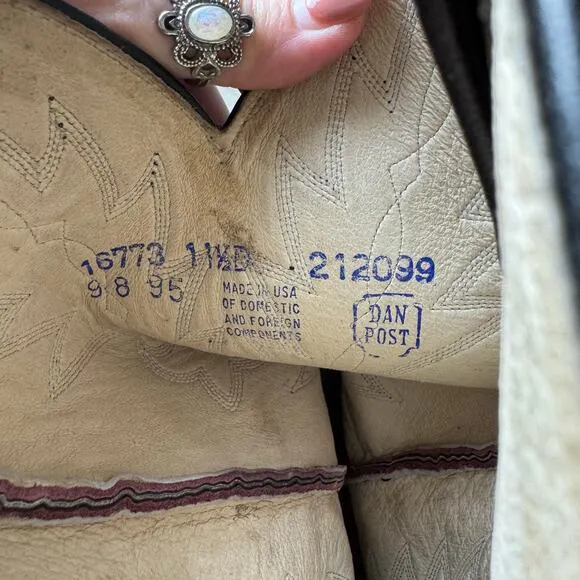 16773 11½D 212099
9 8 95
MADE IN USA
OF DOMESTIC
AND FOREIGN
COMPONENTS
DAN
POST